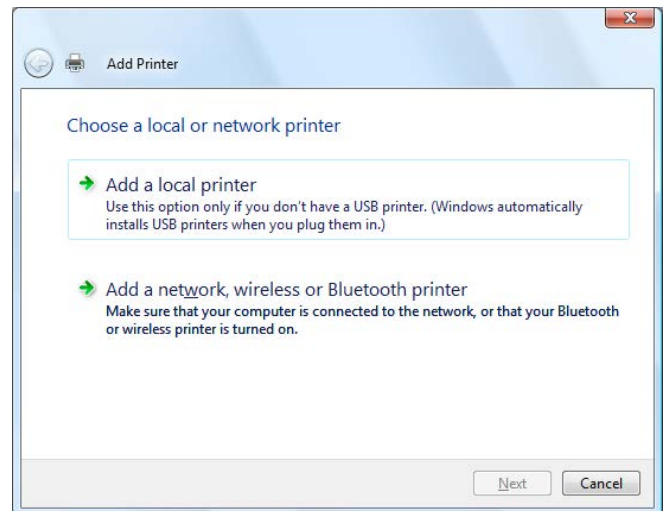 Add Printer
Choose a local or network printer
Add a local printer
Use this option only if you don't have a USB printer. (Windows automatically
installs USB printers when you plug them in.)
Add a network, wireless or Bluetooth printer
Make sure that your computer is connected to the network, or that your Bluetooth
or wireless printer is turned on.
Next Cancel